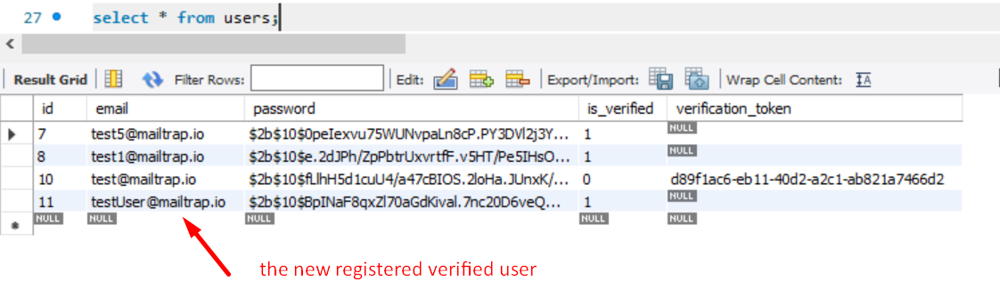 27 select * from users;
Result Grid Filter Rows: Edit: Export/Import: Wrap Cell Content:
id email password is_verified verification_token
7 test5@mailtrap.io $2b$10$0peIexvu75WUNvpaLn8cP.PY3DVl2j3Y... 1 NULL
8 test1@mailtrap.io $2b$10$e.2dJPh/ZpPbtrUxvrtfF.v5HT/Pe5IHsO... 1 NULL
10 test@mailtrap.io $2b$10$fLlhH5d1cuU4/a47cBIOS.2loHa.JUnxK/... 0 d89f1ac6-eb11-40d2-a2c1-ab821a7466d2
11 testUser@mailtrap.io $2b$10$BpINaF8qxZl70aGdKival.7nc20D6veQ... 1 NULL
NULL NULL NULL NULL NULL
the new registered verified user